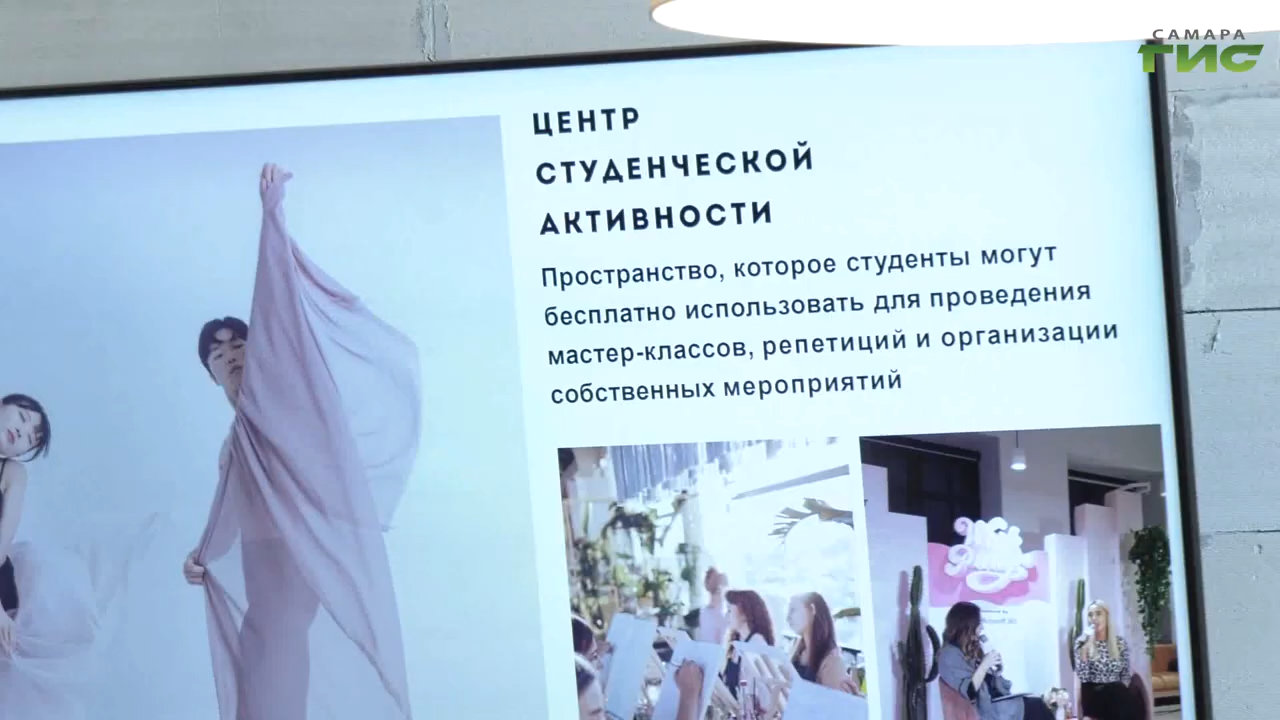 САМАРА
ГИС
ЦЕНТР
СТУДЕНЧЕСКОЙ
АКТИВНОСТИ
Пространство, которое студенты могут
бесплатно использовать для проведения
мастер-классов, репетиций и организации
собственных мероприятий